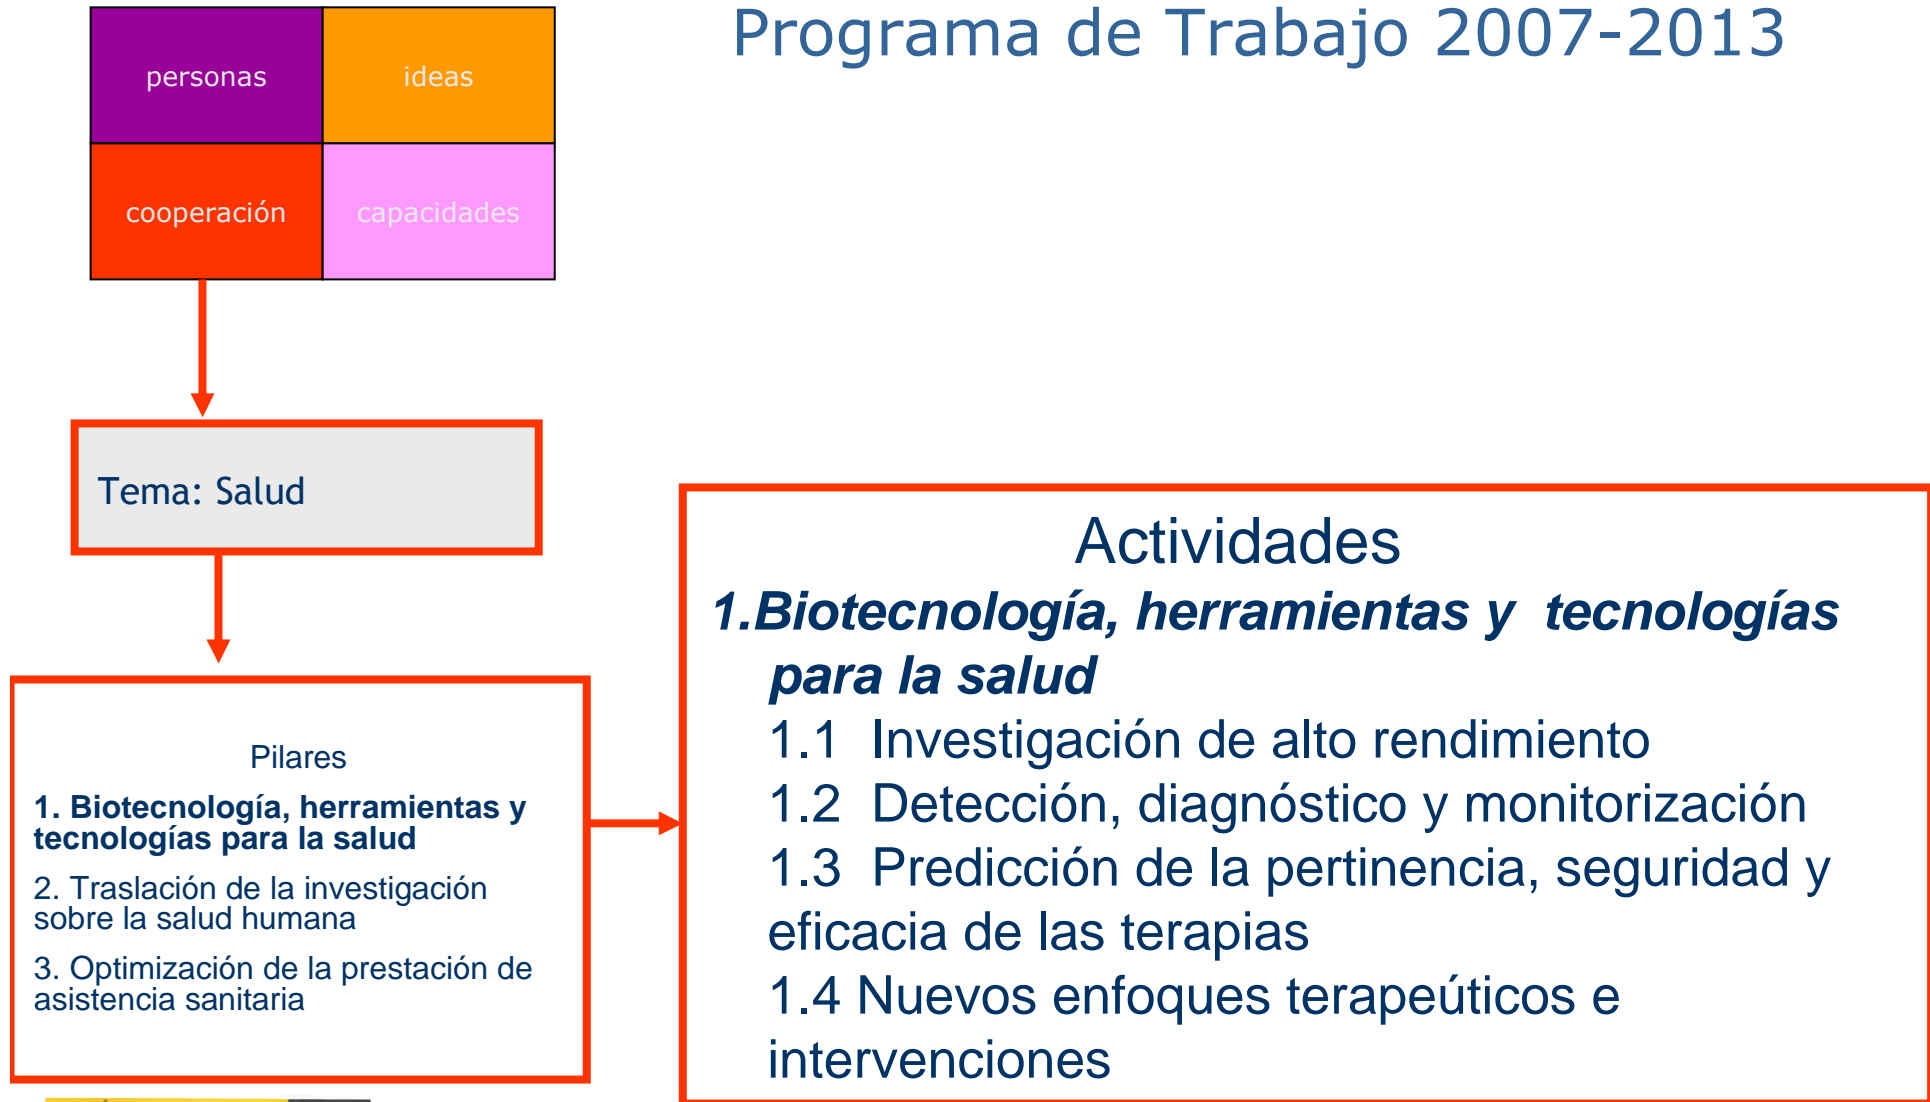 Programa de Trabajo 2007-2013
personas
ideas
cooperación
capacidades
Tema: Salud
Pilares
1. Biotecnología, herramientas y
tecnologías para la salud
2. Traslación de la investigación
sobre la salud humana
3. Optimización de la prestación de
asistencia sanitaria
Actividades
1.Biotecnología, herramientas y tecnologías
para la salud
1.1 Investigación de alto rendimiento
1.2 Detección, diagnóstico y monitorización
1.3 Predicción de la pertinencia, seguridad y
eficacia de las terapias
1.4 Nuevos enfoques terapeúticos e
intervenciones